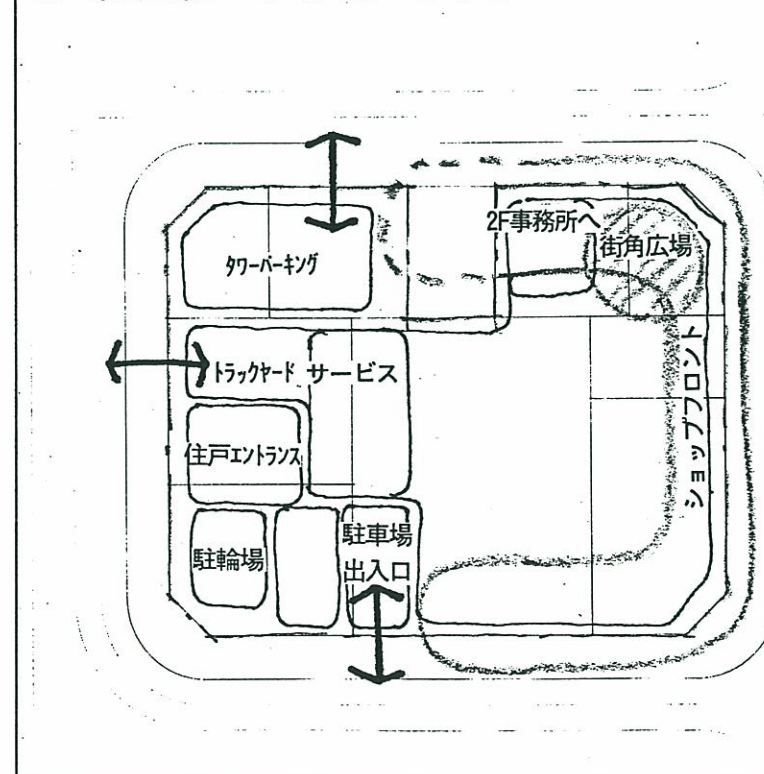 2F事務所へ
街角広場
タワーパーキング
トラックヤード
サービス
ショップフロント
住戸エントランス
駐輪場
駐車場
出入口